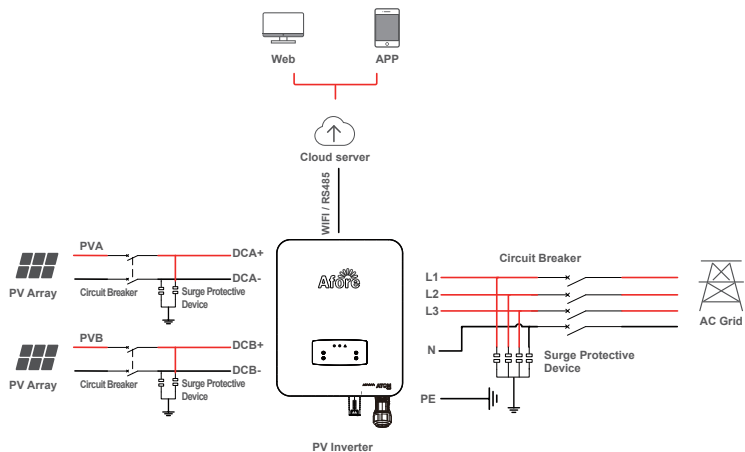 Web
APP
Cloud server
WIFI / RS485
PVA
DCA+
DCA-
PV Array
Circuit Breaker
Surge Protective
Device
PVB
DCB+
DCB-
PV Array
Circuit Breaker
Surge Protective
Device
Afore
PV Inverter
Circuit Breaker
L1
L2
L3
N
PE
Surge Protective
Device
AC Grid